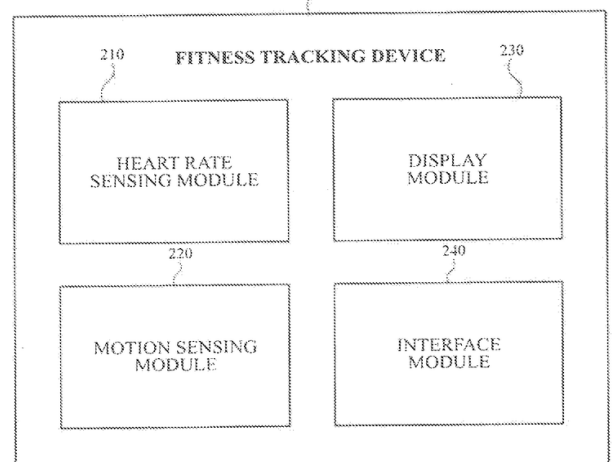 FITNESS TRACKING DEVICE
210
HEART RATE
SENSING MODULE
230
DISPLAY
MODULE
220
MOTION SENSING
MODULE
240
INTERFACE
MODULE